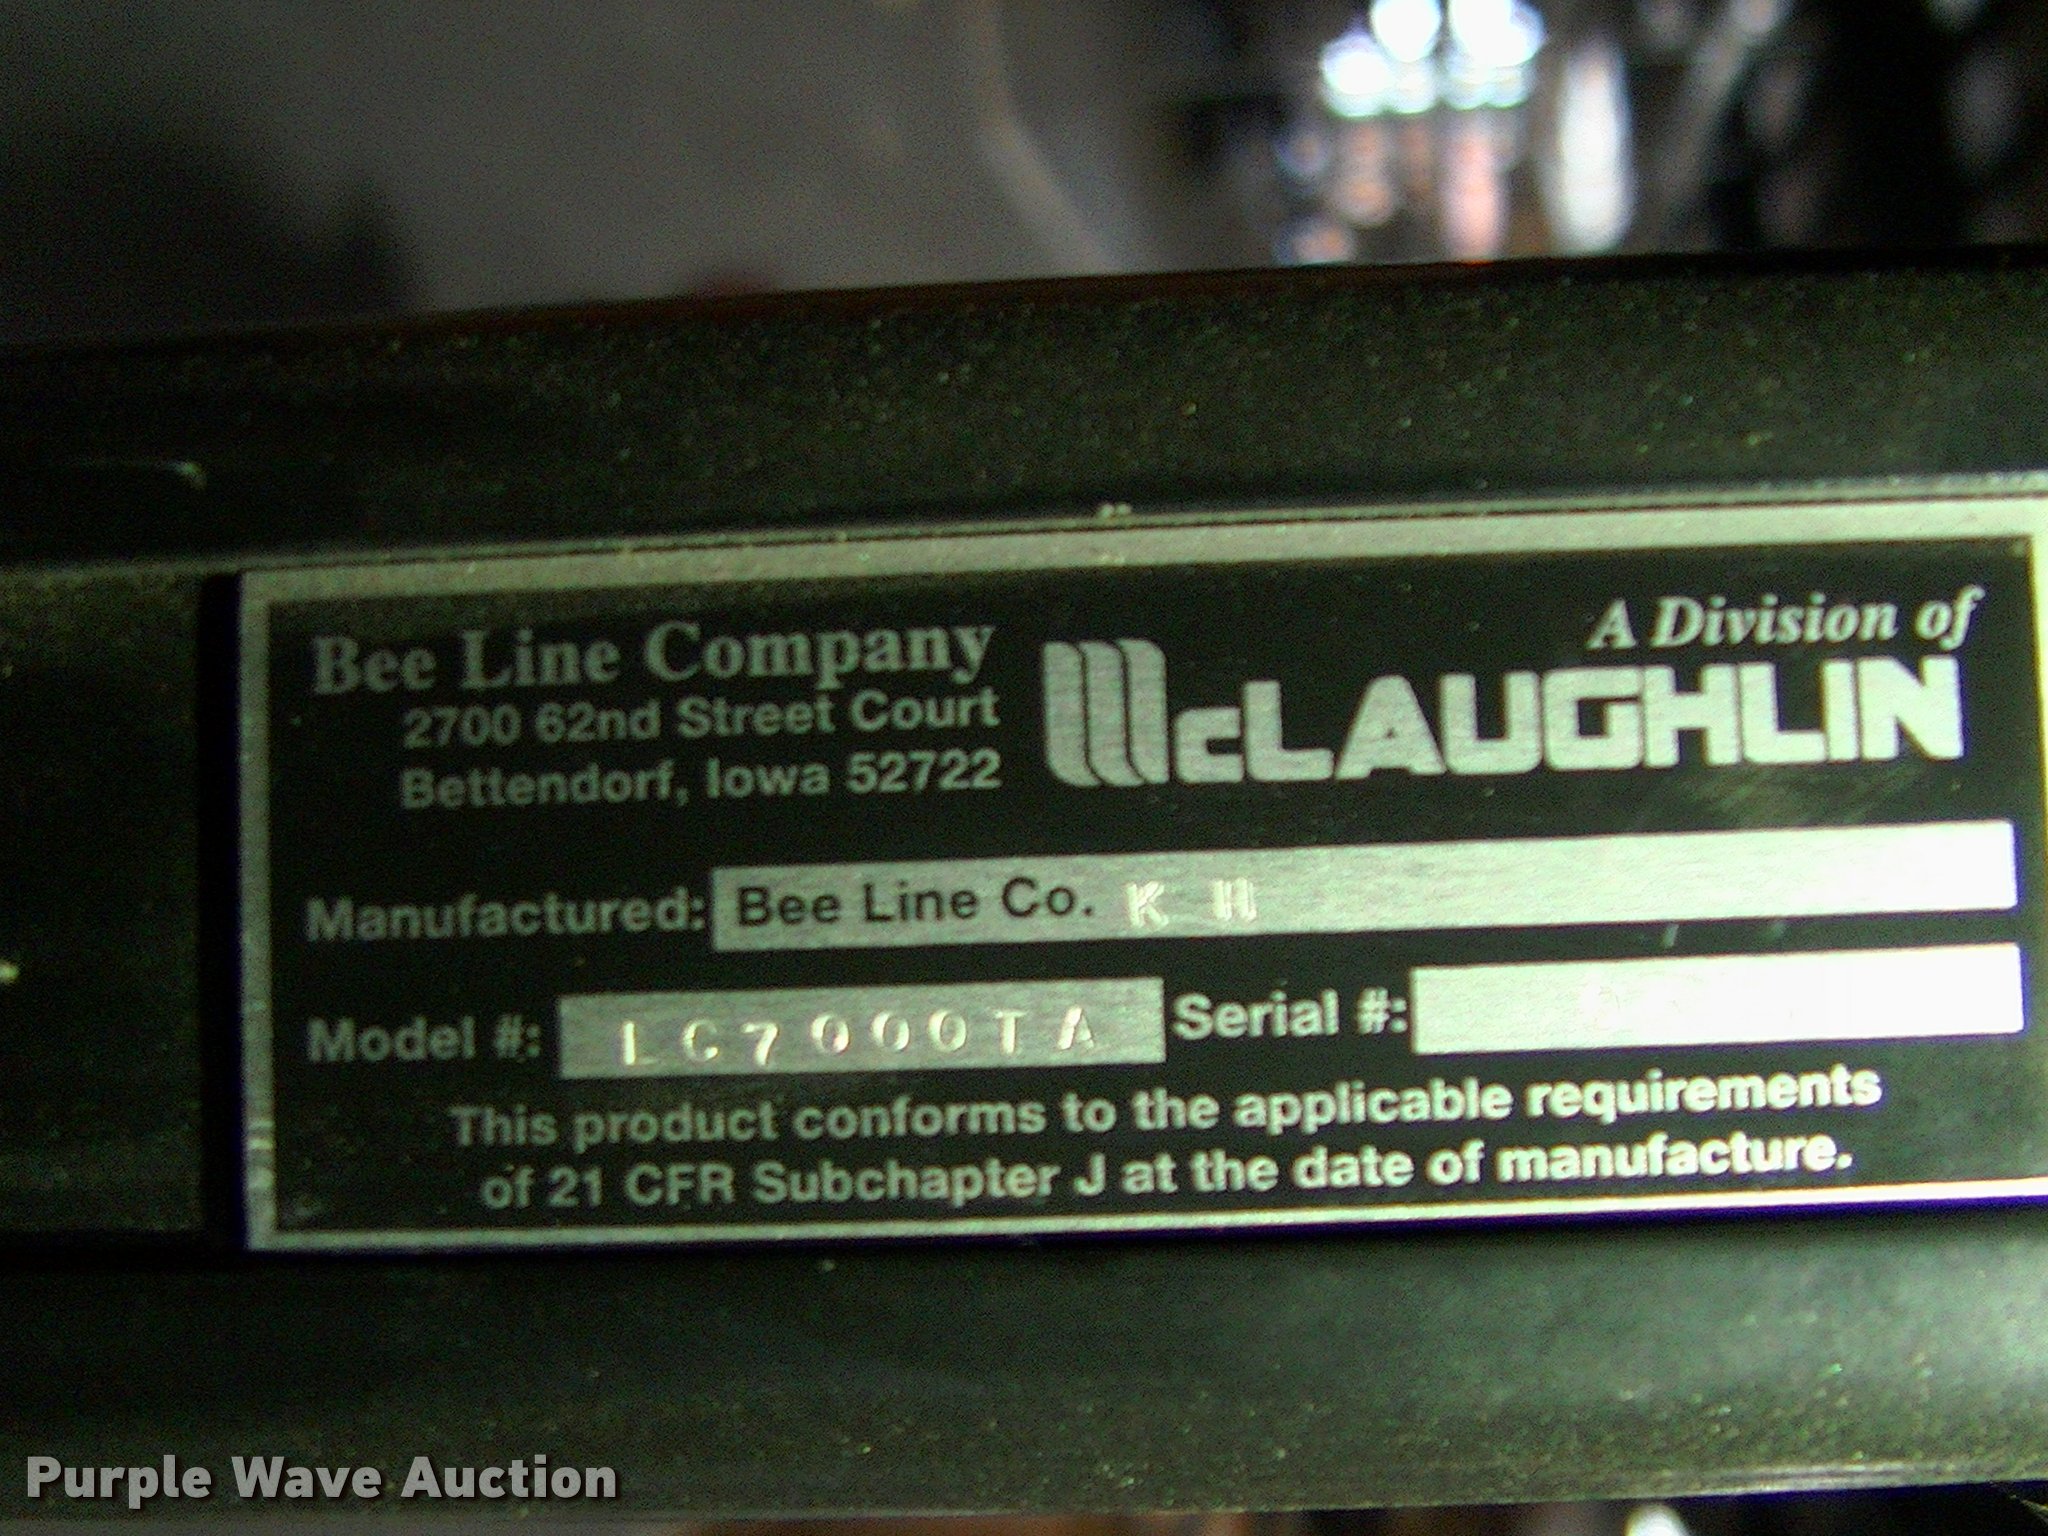 Bee Line Company
2700 62nd Street Court
Bettendorf, Iowa 52722
A Division of
McLAUGHLIN
Manufactured: Bee Line Co. K H
Model #: LC7000TA Serial #:
This product conforms to the applicable requirements
of 21 CFR Subchapter J at the date of manufacture.
Purple Wave Auction